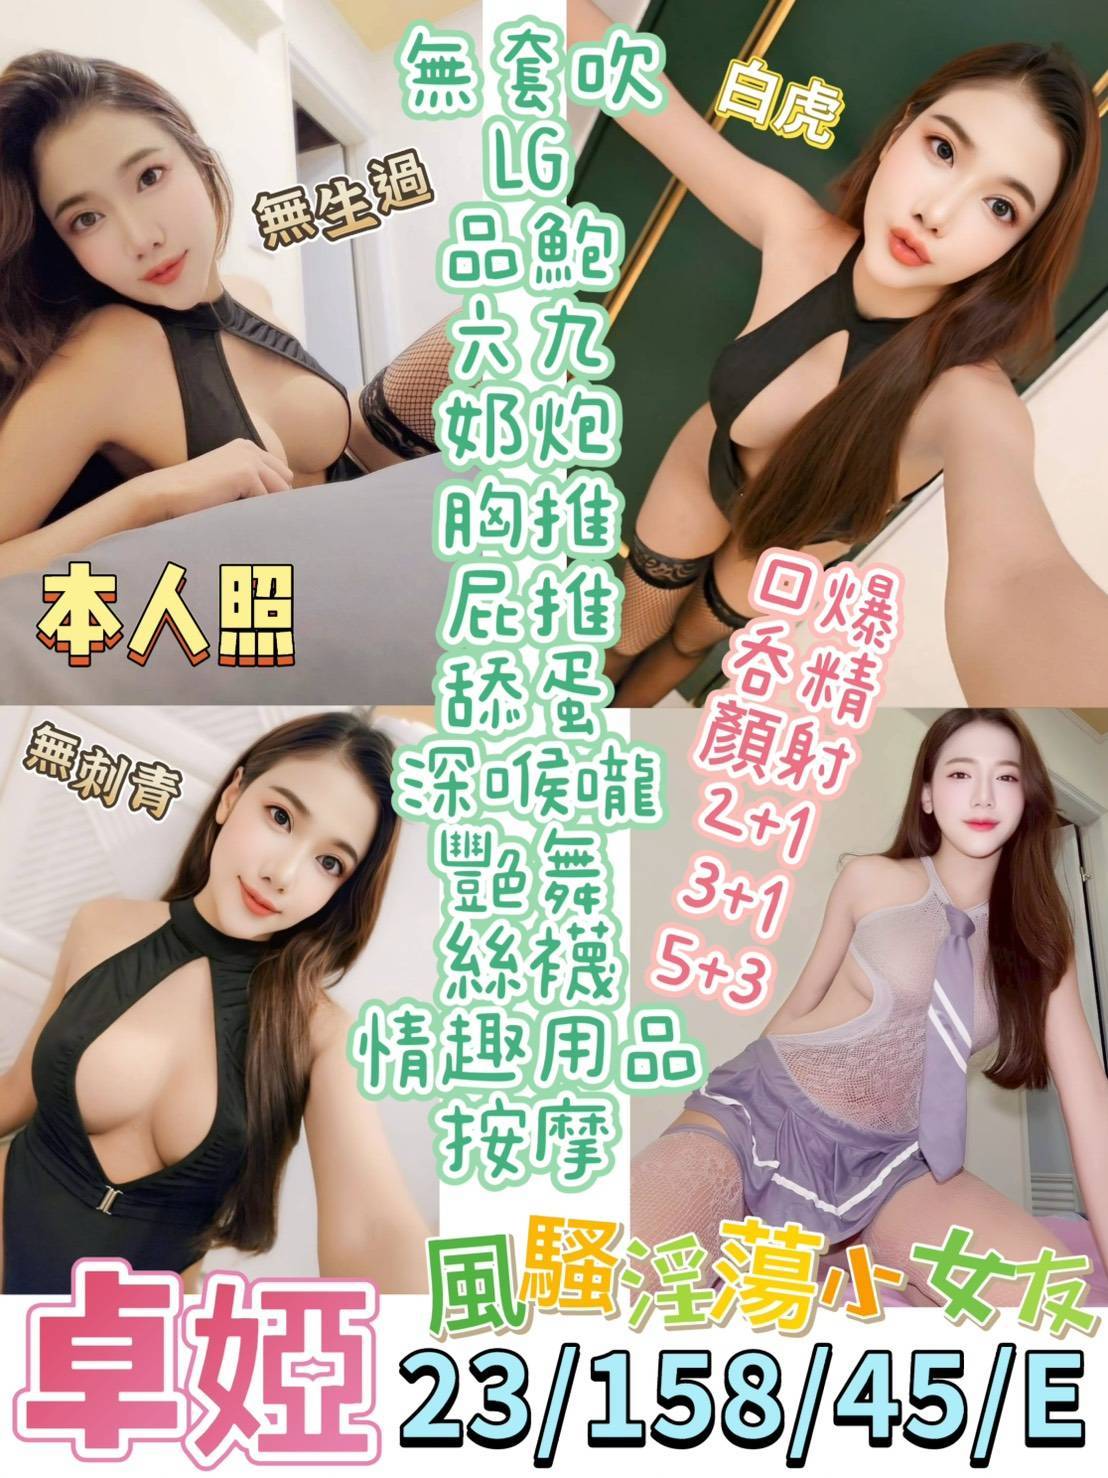 無套吹
LG
品鮑
六九
奶炮
胸推
屁推
舔蛋
深喉嚨
豔舞
絲襪
情趣用品
按摩
無生過
白虎
本人照
口爆
吞精
顏射
2+1
3+1
5+3
無刺青
風騷淫蕩小女友
卓婭
23/158/45/E